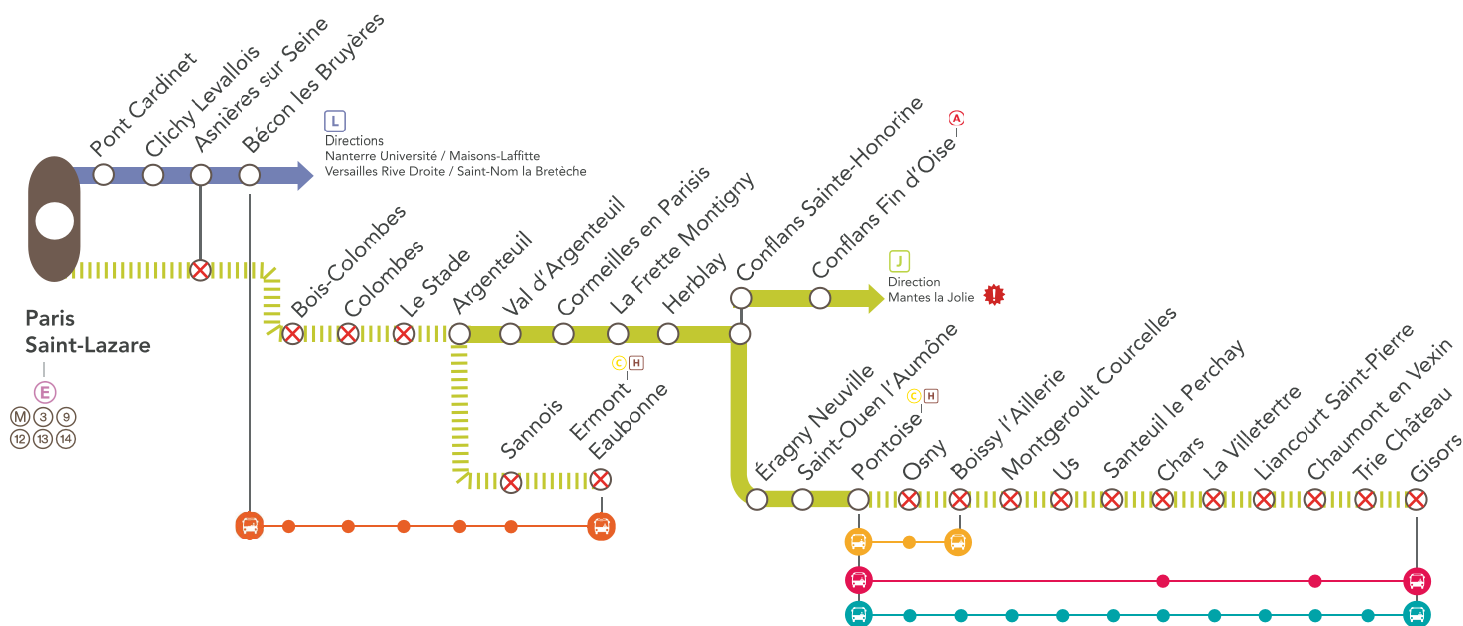 Pont Cardinet
Clichy Levallois
Asnières sur Seine
Bécon les Bruyères
L
Directions
Nanterre Université / Maisons-Laffitte
Versailles Rive Droite / Saint-Nom la Bretèche
Paris
Saint-Lazare
E
M 3 9
12 13 14
Bois-Colombes
Colombes
Le Stade
Argenteuil
Val d'Argenteuil
Cormeilles en Parisis
La Frette Montigny
Herblay
Conflans Sainte-Honorine
Conflans Fin d'Oise
A
J
Direction
Mantes la Jolie
!
Sannois
C H
Ermont
Eaubonne
Éragny Neuville
Saint-Ouen l'Aumône
C H
Pontoise
Osny
Boissy l'Aillerie
Montgeroult Courcelles
Us
Santeuil le Perchay
Chars
La Villetertre
Liancourt Saint-Pierre
Chaumont en Vexin
Trie Château
Gisors